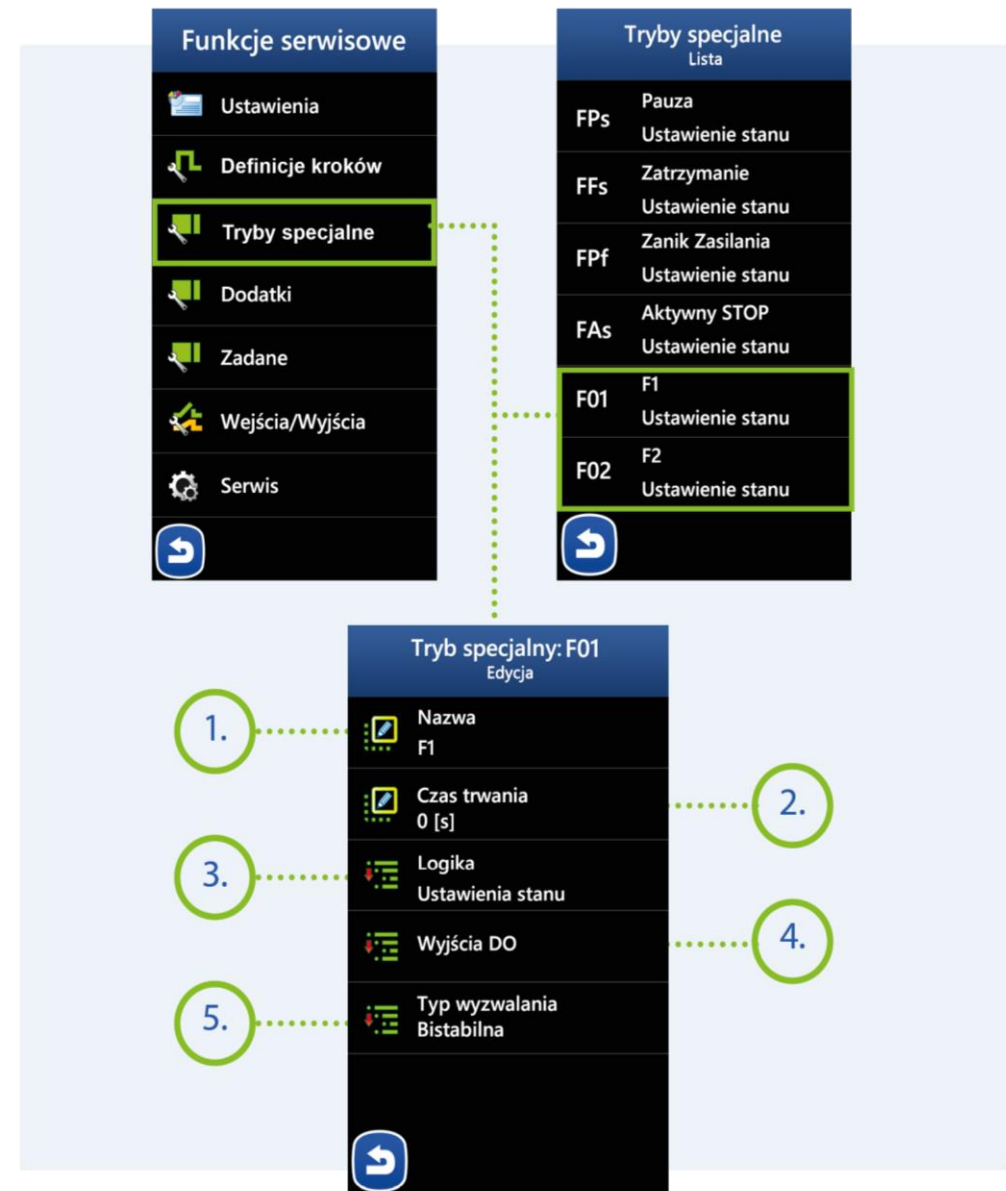 Funkcje serwisowe
Ustawienia
Definicje kroków
Tryby specjalne
Dodatki
Zadane
Wejścia/Wyjścia
Serwis
Tryby specjalne
Lista
FPs
Pauza
Ustawienie stanu
FFs
Zatrzymanie
Ustawienie stanu
FPf
Zanik Zasilania
Ustawienie stanu
FAs
Aktywny STOP
Ustawienie stanu
F01
F1
Ustawienie stanu
F02
F2
Ustawienie stanu
Tryb specjalny: F01
Edycja
1.
Nazwa
F1
2.
Czas trwania
0 [s]
3.
Logika
Ustawienia stanu
4.
Wyjścia DO
5.
Typ wyzwalania
Bistabilna